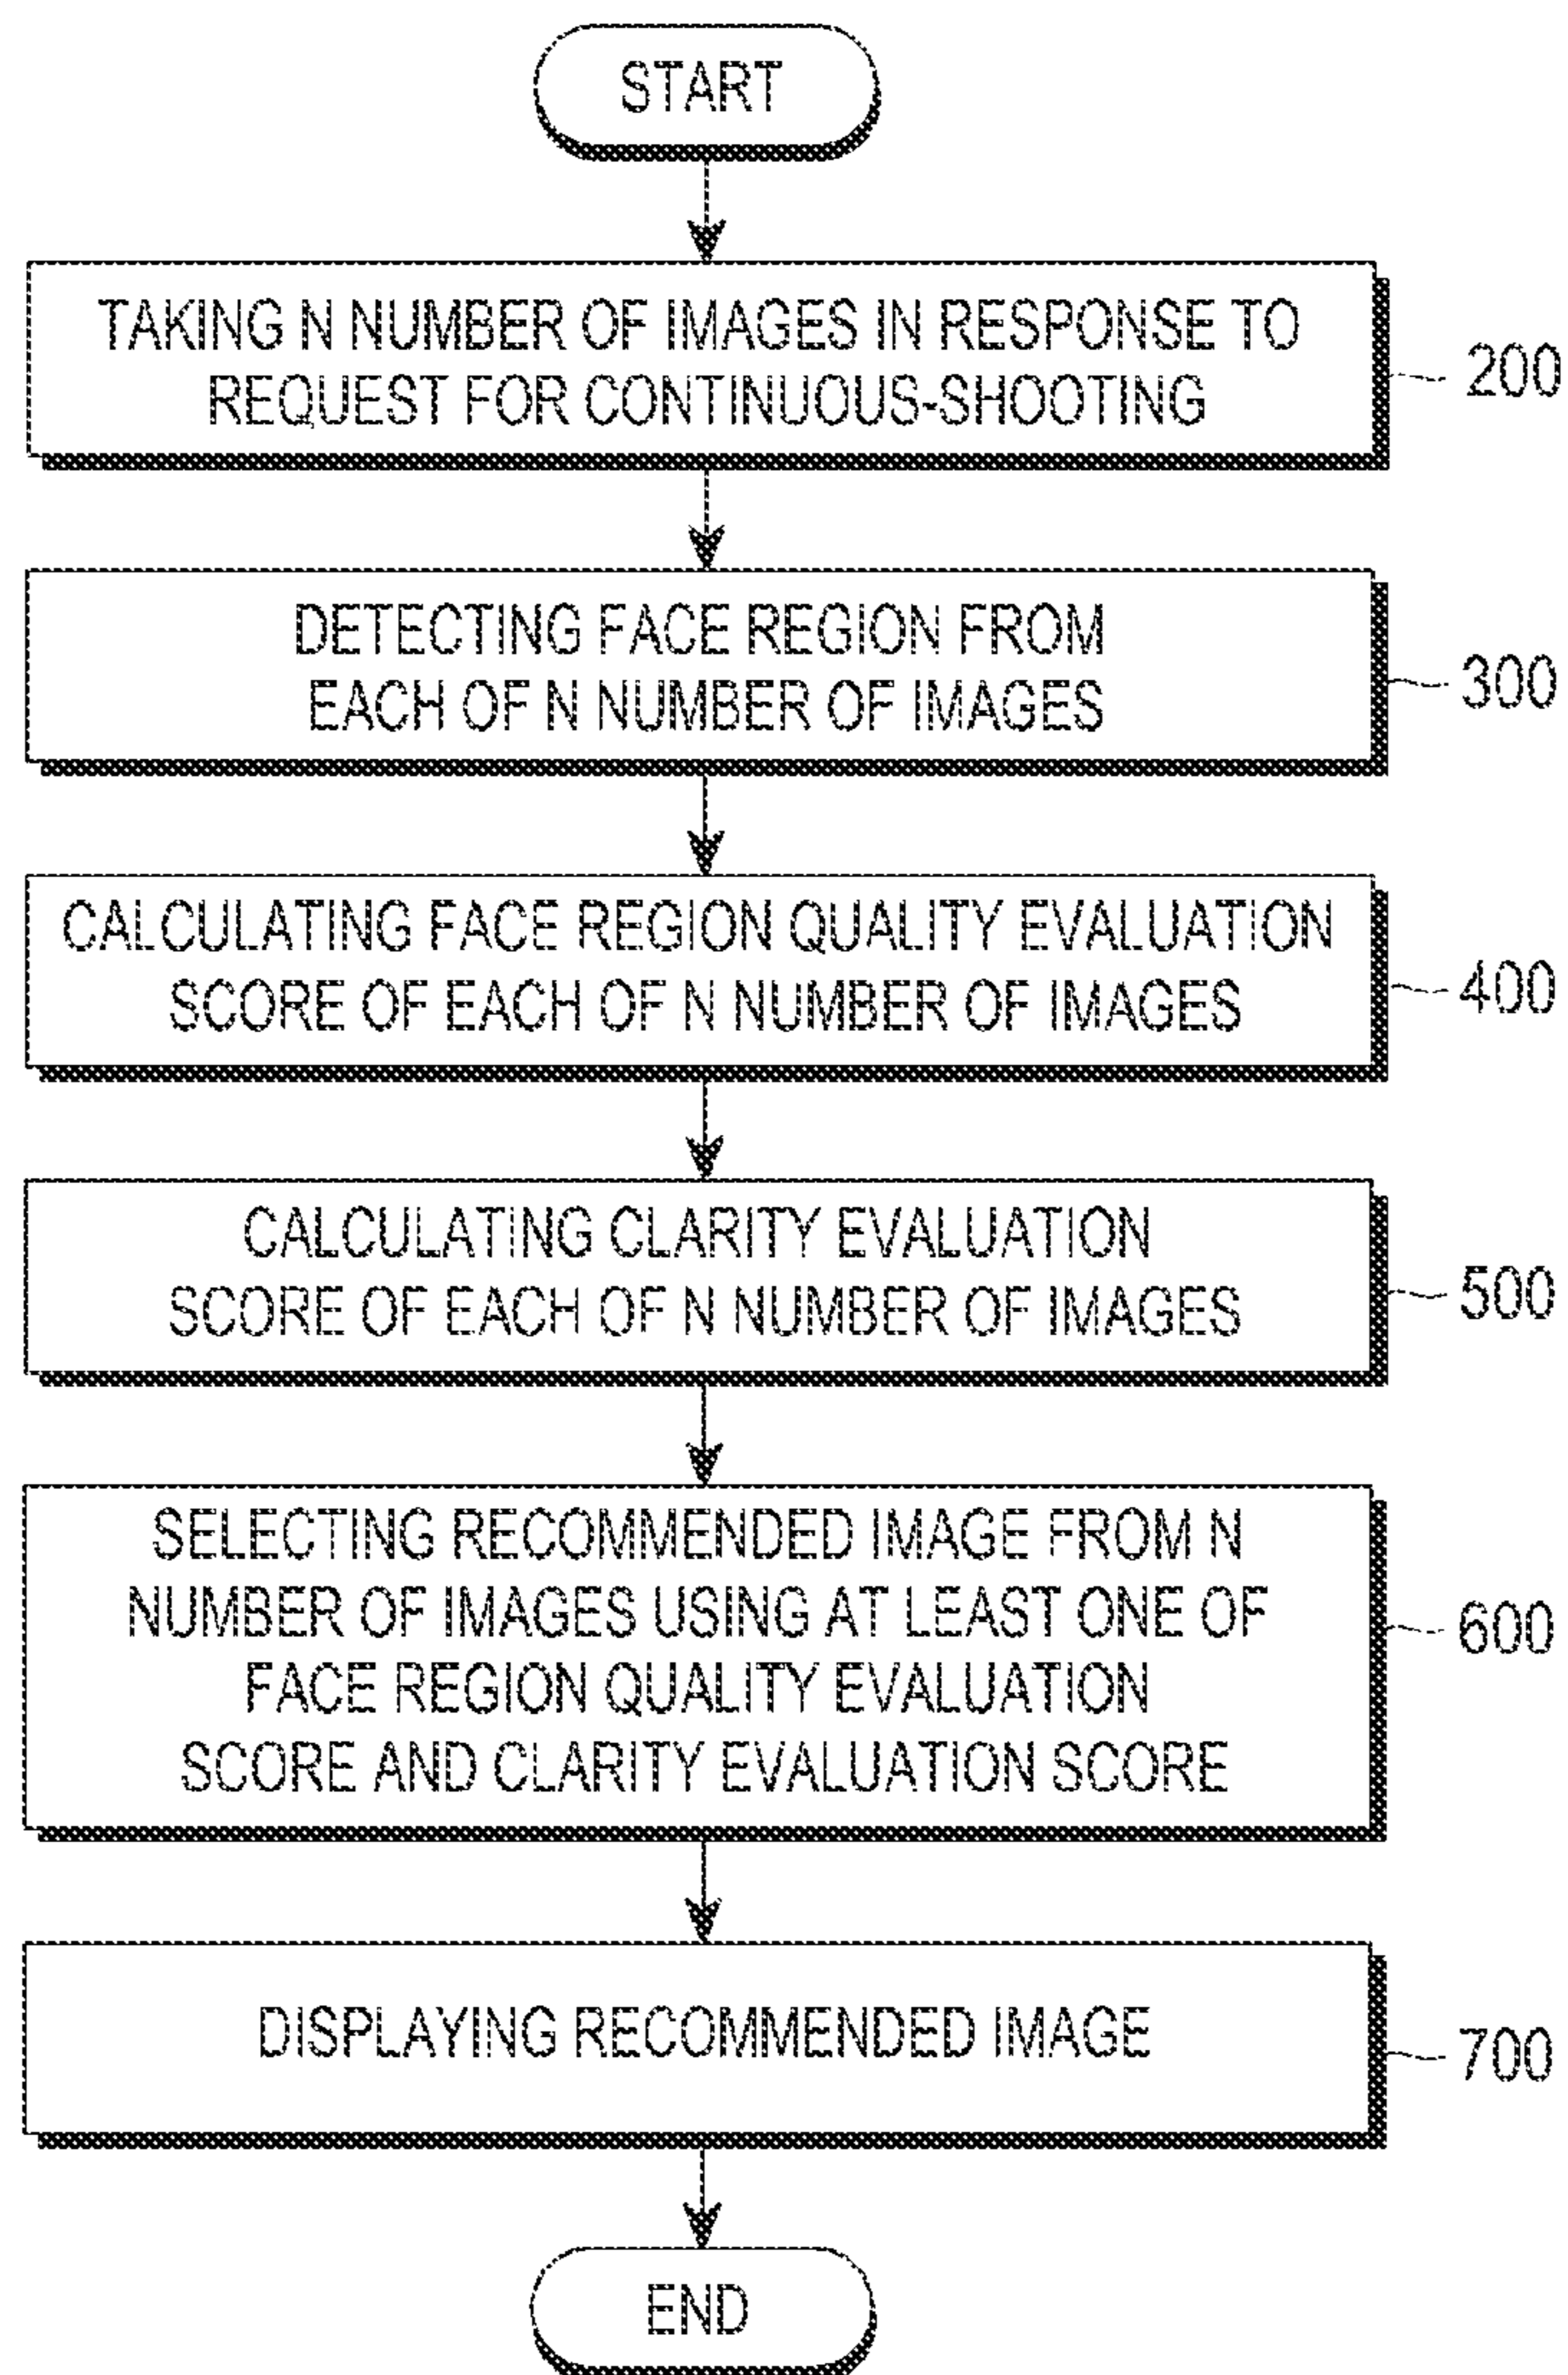 START
TAKING N NUMBER OF IMAGES IN RESPONSE TO
REQUEST FOR CONTINUOUS-SHOOTING
200
DETECTING FACE REGION FROM
EACH OF N NUMBER OF IMAGES
300
CALCULATING FACE REGION QUALITY EVALUATION
SCORE OF EACH OF N NUMBER OF IMAGES
400
CALCULATING CLARITY EVALUATION
SCORE OF EACH OF N NUMBER OF IMAGES
500
SELECTING RECOMMENDED IMAGE FROM N
NUMBER OF IMAGES USING AT LEAST ONE OF
FACE REGION QUALITY EVALUATION
SCORE AND CLARITY EVALUATION SCORE
600
DISPLAYING RECOMMENDED IMAGE
700
END